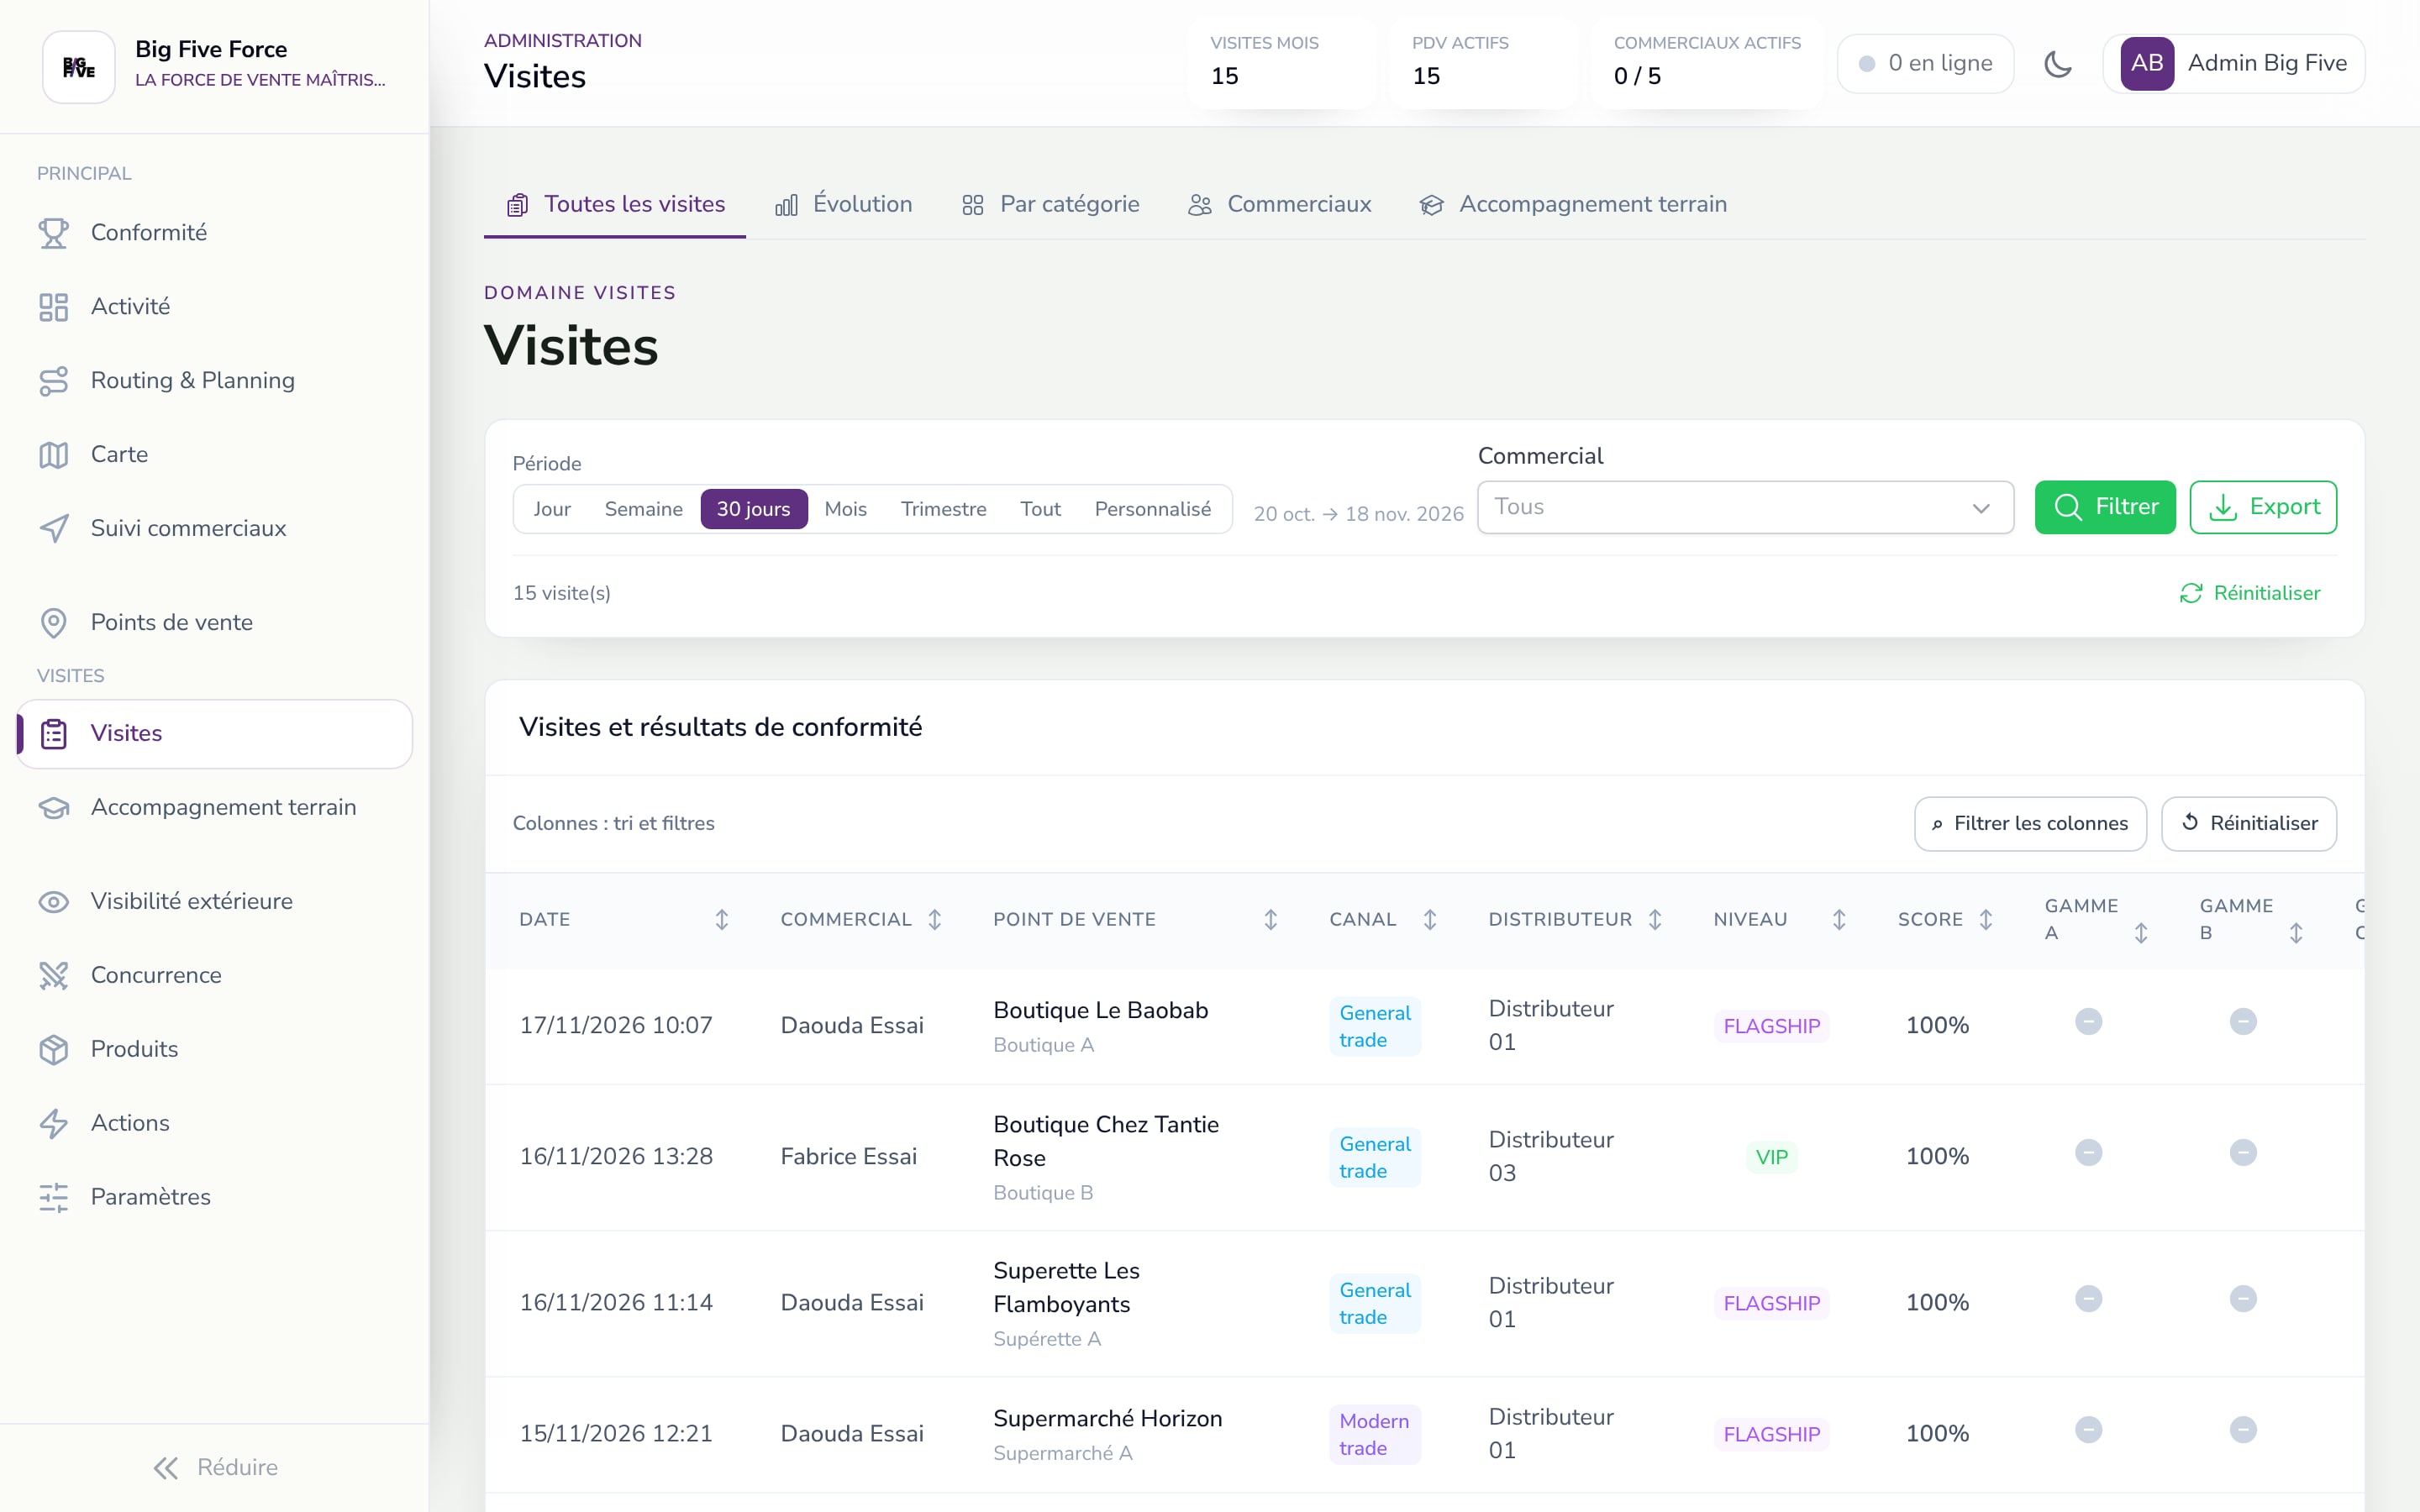 BIG
FIVE
Big Five Force
LA FORCE DE VENTE MAÎTRIS...
PRINCIPAL
Conformité
Activité
Routing & Planning
Carte
Suivi commerciaux
Points de vente
VISITES
Visites
Accompagnement terrain
Visibilité extérieure
Concurrence
Produits
Actions
Paramètres
Réduire
ADMINISTRATION
Visites
VISITES MOIS
15
PDV ACTIFS
15
COMMERCIAUX ACTIFS
0 / 5
0 en ligne
AB Admin Big Five
Toutes les visites Évolution Par catégorie Commerciaux Accompagnement terrain
DOMAINE VISITES
Visites
Période
Jour Semaine 30 jours Mois Trimestre Tout Personnalisé
20 oct. → 18 nov. 2026
Commercial
Tous
Filtrer Export
15 visite(s)
Réinitialiser
Visites et résultats de conformité
Colonnes : tri et filtres
Filtrer les colonnes Réinitialiser
DATE COMMERCIAL POINT DE VENTE CANAL DISTRIBUTEUR NIVEAU SCORE GAMME A GAMME B
17/11/2026 10:07 Daouda Essai Boutique Le Baobab Boutique A General trade Distributeur 01 FLAGSHIP 100%
16/11/2026 13:28 Fabrice Essai Boutique Chez Tantie Rose Boutique B General trade Distributeur 03 VIP 100%
16/11/2026 11:14 Daouda Essai Superette Les Flamboyants Supérette A General trade Distributeur 01 FLAGSHIP 100%
15/11/2026 12:21 Daouda Essai Supermarché Horizon Supermarché A Modern trade Distributeur 01 FLAGSHIP 100%